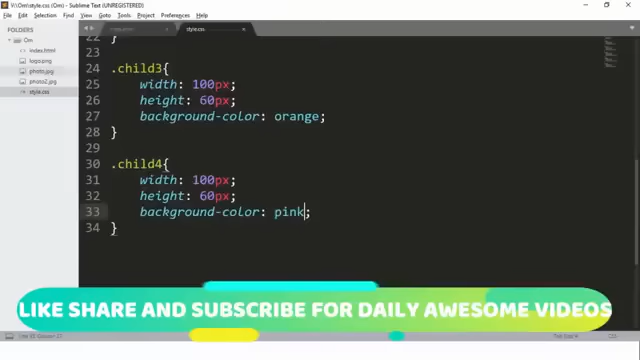 V:\Om\style.css (Om) - Sublime Text (UNREGISTERED)
File Edit Selection Find View Goto Tools Project Preferences Help
FOLDERS
Om
index.html
logo.png
photo.jpg
photo2.jpg
style.css
style.css
22 }
23
24 .child3{
25 width: 100px;
26 height: 60px;
27 background-color: orange;
28 }
29
30 .child4{
31 width: 100px;
32 height: 60px;
33 background-color: pink;
34 }
LIKE SHARE AND SUBSCRIBE FOR DAILY AWESOME VIDEOS